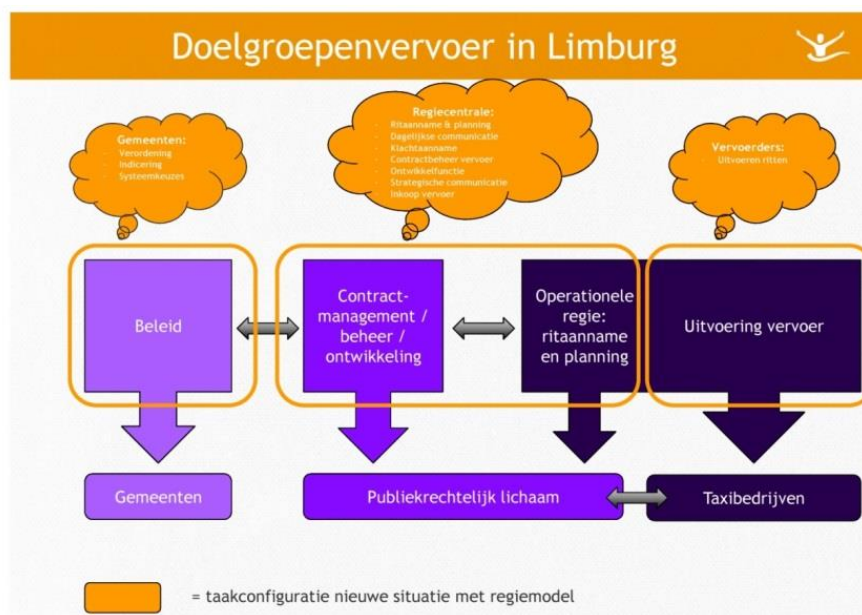 Doelgroepenvervoer in Limburg
Gemeenten:
- Verordening
- Indicering
- Systeemkeuzes
Regiecentrale:
- Ritaanname & planning
- Dagelijkse communicatie
- Klachtaanname
- Contractbeheer vervoer
- Ontwikkelfunctie
- Strategische communicatie
- Inkoop vervoer
Vervoerders:
- Uitvoeren ritten
Beleid
Contract-
management /
beheer /
ontwikkeling
Operationele
regie:
ritaanname
en planning
Uitvoering vervoer
Gemeenten
Publiekrechtelijk lichaam
Taxibedrijven
= taakconfiguratie nieuwe situatie met regiemodel